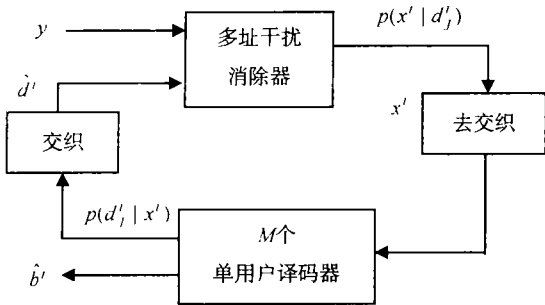 y
多址干扰
消除器
p(x' | d'_j)
d̂'
x'
交织
去交织
p(d'_j | x')
M个
单用户译码器
b̂'